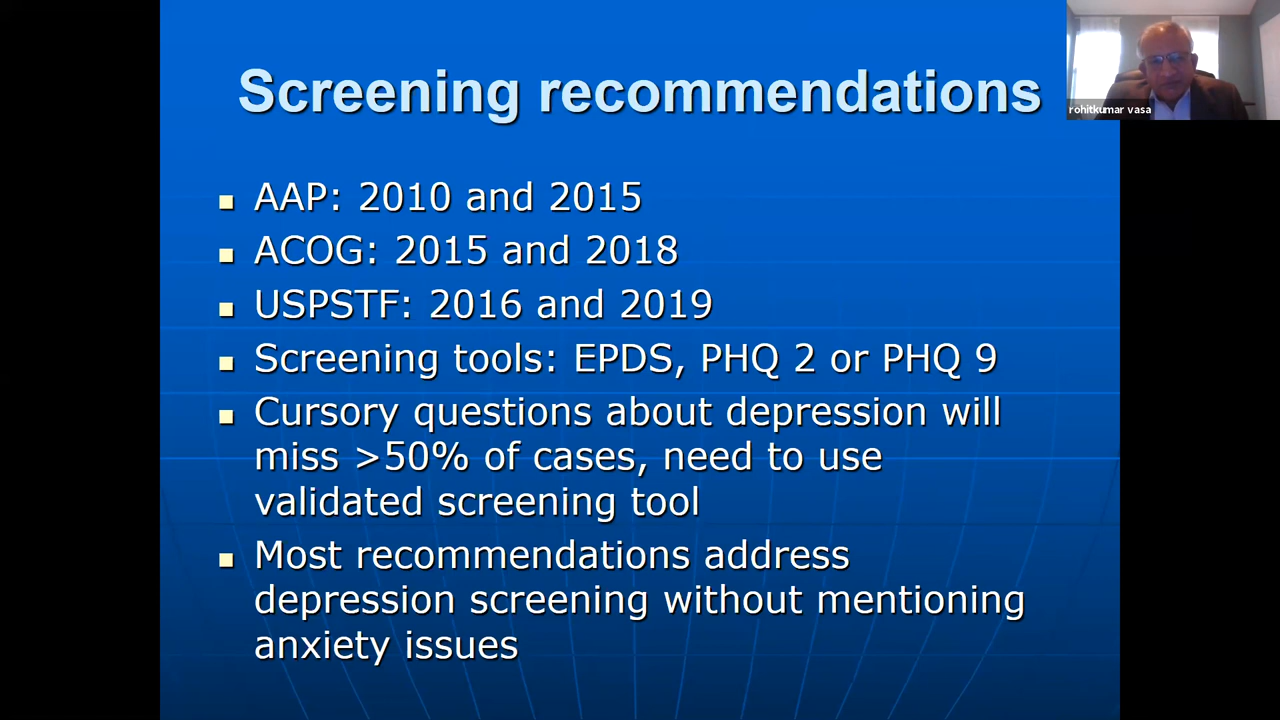 Screening recommendations
rohitkumar vasa
AAP: 2010 and 2015
ACOG: 2015 and 2018
USPSTF: 2016 and 2019
Screening tools: EPDS, PHQ 2 or PHQ 9
Cursory questions about depression will
miss >50% of cases, need to use
validated screening tool
Most recommendations address
depression screening without mentioning
anxiety issues